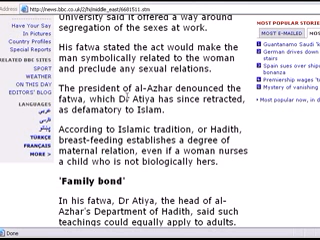 http://news.bbc.co.uk/2/hi/middle_east/6681511.stm
Have Your Say
In Pictures
Country Profiles
Special Reports
RELATED BBC SITES
SPORT
WEATHER
ON THIS DAY
EDITORS' BLOG
LANGUAGES
عربي
فارسی
پښتو
TÜRKÇE
FRANÇAIS
MORE >
University said it offered a way around
segregation of the sexes at work.
His fatwa stated the act would make the
man symbolically related to the woman
and preclude any sexual relations.
The president of al-Azhar denounced the
fatwa, which Dr Atiya has since retracted,
as defamatory to Islam.
According to Islamic tradition, or Hadith,
breast-feeding establishes a degree of
maternal relation, even if a woman nurses
a child who is not biologically hers.
'Family bond'
In his fatwa, Dr Atiya, the head of al-
Azhar's Department of Hadith, said such
teachings could equally apply to adults.
MOST POPULAR STORIES
MOST E-MAILED
Guantanamo Saudi
German drives down
stairs
Spain sues over ship
bonanza
Premiership wages
Mystery of vanishing
Most popular now, in d
Done